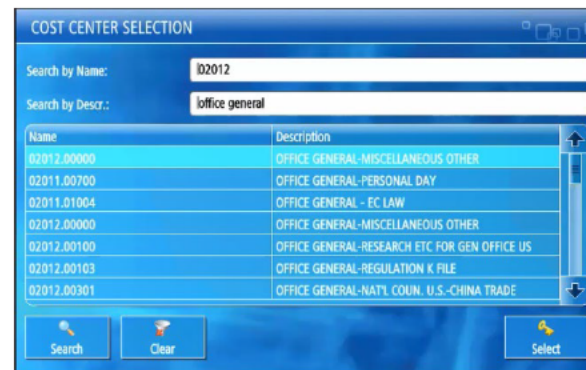 COST CENTER SELECTION
Search by Name: 02012
Search by Descr.: office general
Name Description
02012.00000 OFFICE GENERAL-MISCELLANEOUS OTHER
02011.00700 OFFICE GENERAL-PERSONAL DAY
02011.01004 OFFICE GENERAL - EC LAW
02012.00000 OFFICE GENERAL-MISCELLANEOUS OTHER
02012.00100 OFFICE GENERAL-RESEARCH ETC FOR GEN OFFICE US
02012.00103 OFFICE GENERAL-REGULATION K FILE
02012.00301 OFFICE GENERAL-NAT'L COUN. U.S.-CHINA TRADE
Search Clear Select